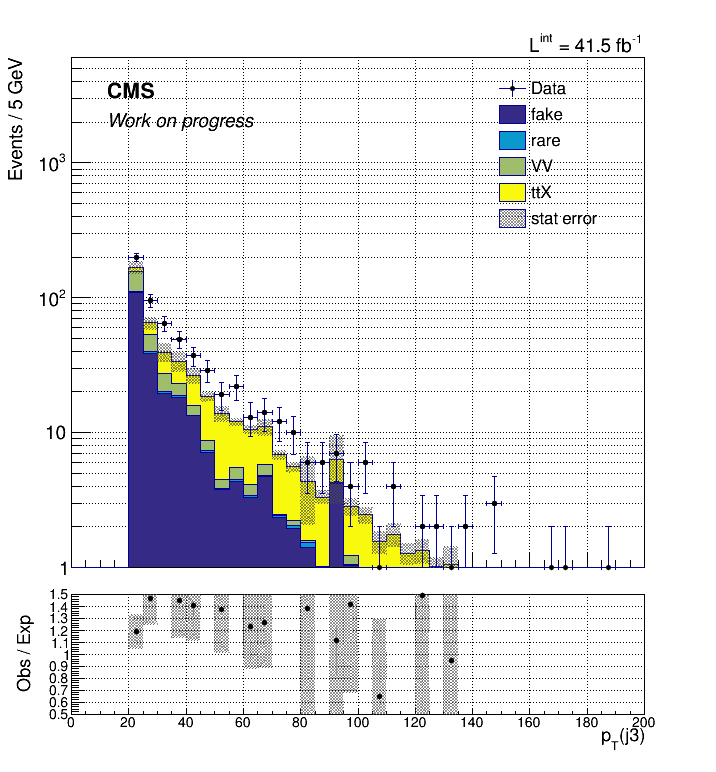 L^int = 41.5 fb^-1
Events / 5 GeV
CMS
Work on progress
Data
fake
rare
VV
ttX
stat error
10^3
10^2
10
1
Obs / Exp
1.5
1.4
1.3
1.2
1.1
1
0.9
0.8
0.7
0.6
0.5
0 20 40 60 80 100 120 140 160 180 200
p_T(j3)